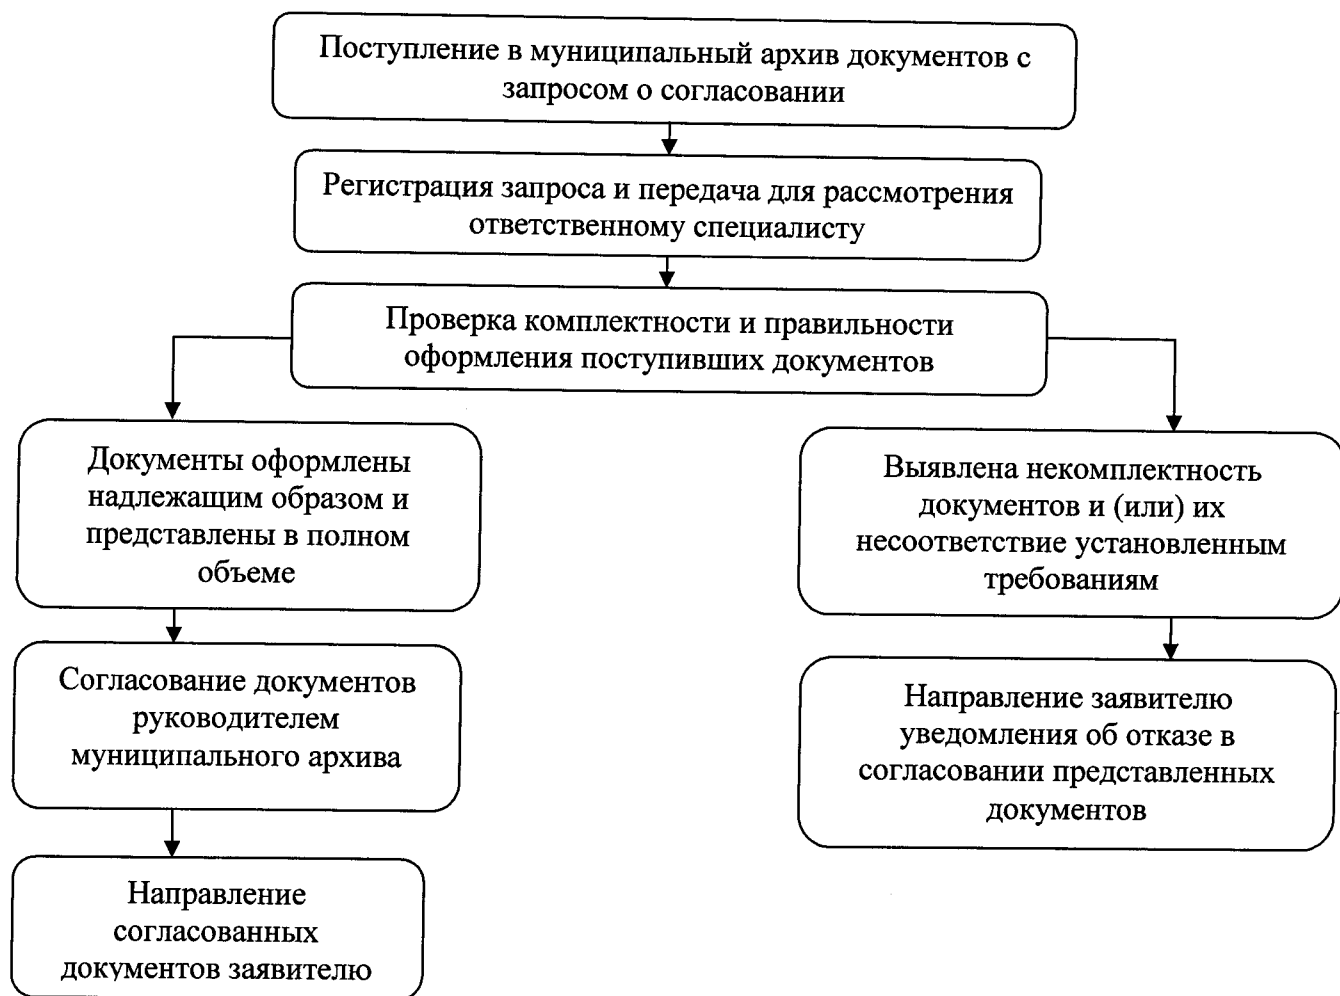 Поступление в муниципальный архив документов с
запросом о согласовании
Регистрация запроса и передача для рассмотрения
ответственному специалисту
Проверка комплектности и правильности
оформления поступивших документов
Документы оформлены
надлежащим образом и
представлены в полном
объеме
Выявлена некомплектность
документов и (или) их
несоответствие установленным
требованиям
Согласование документов
руководителем
муниципального архива
Направление заявителю
уведомления об отказе в
согласовании представленных
документов
Направление
согласованных
документов заявителю